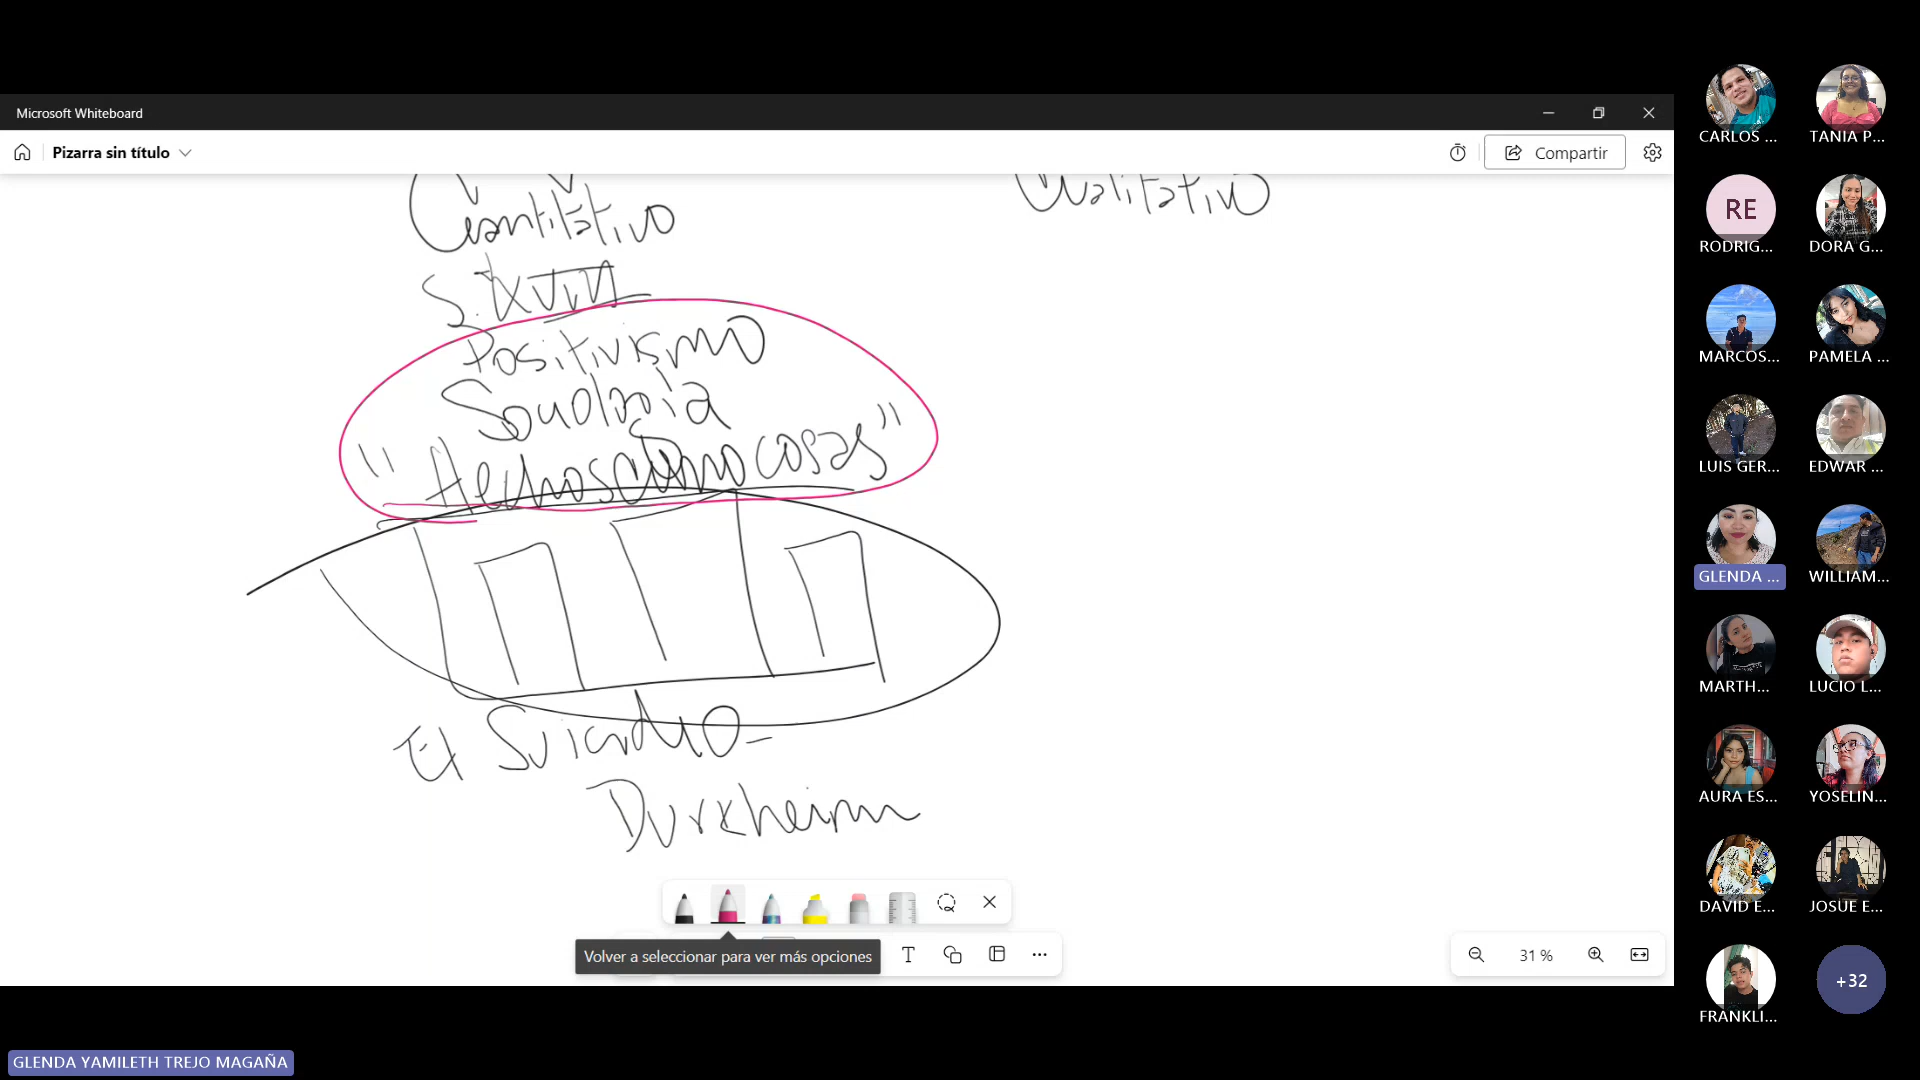 Microsoft Whiteboard
Pizarra sin título
Compartir
Cuantitativo
Cualitativo
S. XVIII
Positivismo
Sociología
"Hechos como cosas"
El Suicidio-
Durkheim
Volver a seleccionar para ver más opciones
T
31 %
CARLOS ...
TANIA P...
RE
RODRIG...
DORA G...
MARCOS...
PAMELA ...
LUIS GER...
EDWAR ...
GLENDA ...
WILLIAM...
MARTH...
LUCIO L...
AURA ES...
YOSELIN...
DAVID E...
JOSUE E...
FRANKLI...
+32
GLENDA YAMILETH TREJO MAGAÑA